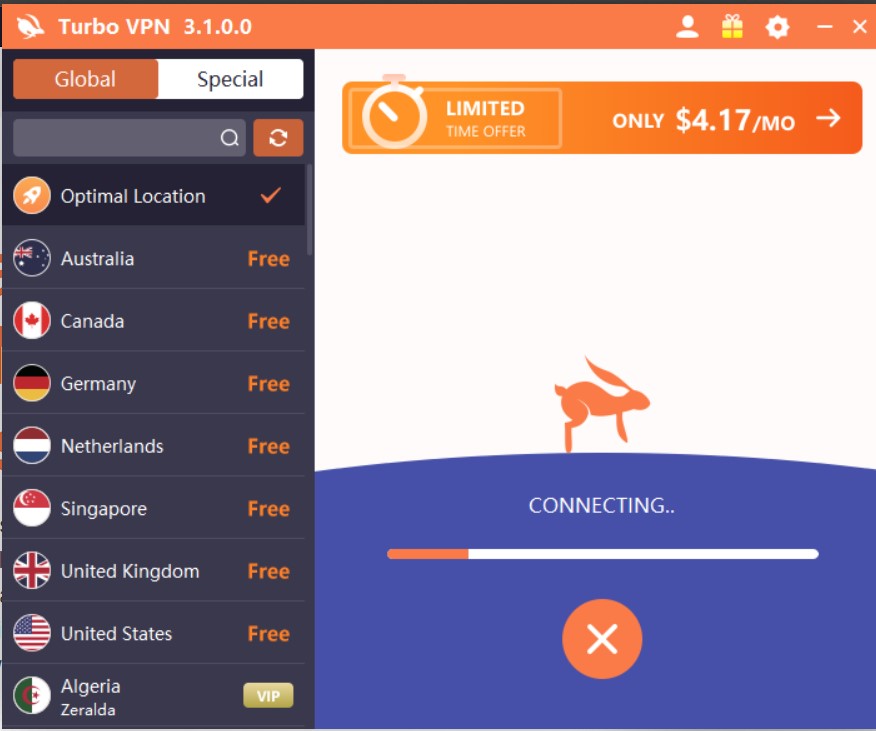 Turbo VPN 3.1.0.0
Global
Special
Optimal Location
Australia Free
Canada Free
Germany Free
Netherlands Free
Singapore Free
United Kingdom Free
United States Free
Algeria
Zeralda
VIP
LIMITED
TIME OFFER
ONLY $4.17/MO
CONNECTING..